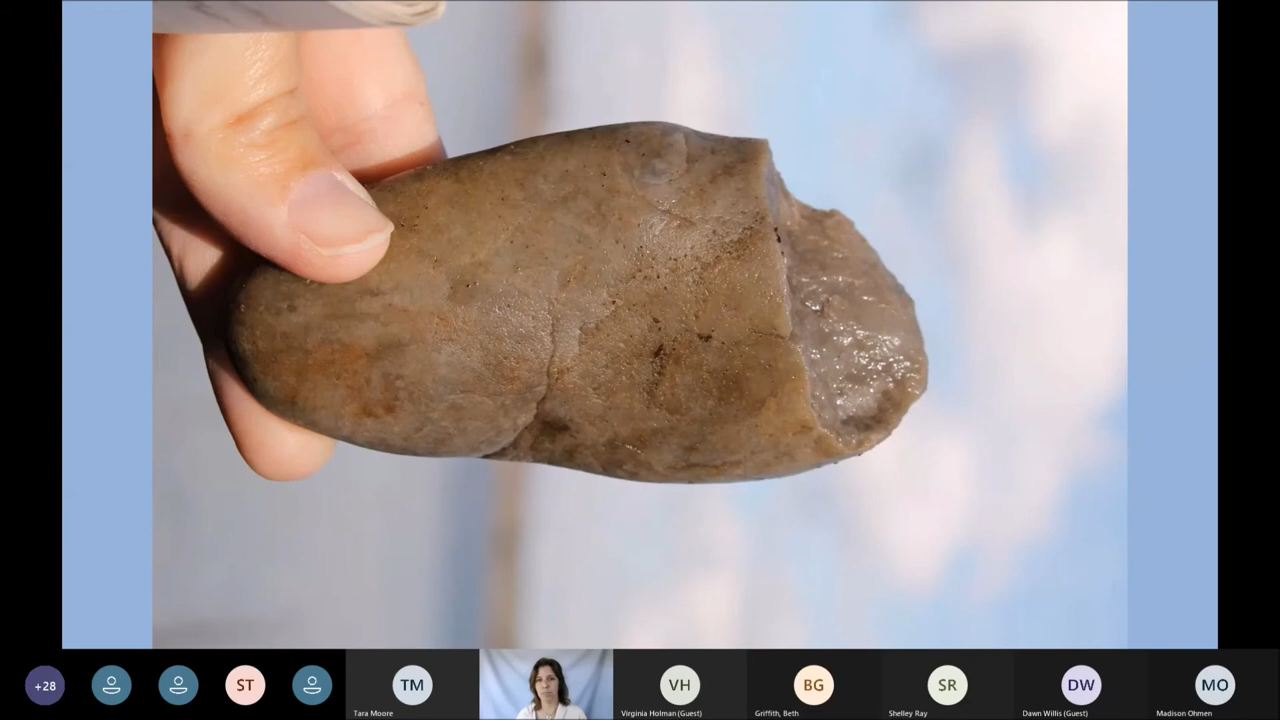 +28
ST
TM
VH
BG
SR
DW
MO
Tara Moore
Virginia Holman (Guest)
Griffith, Beth
Shelley Ray
Dawn Willis (Guest)
Madison Ohmen